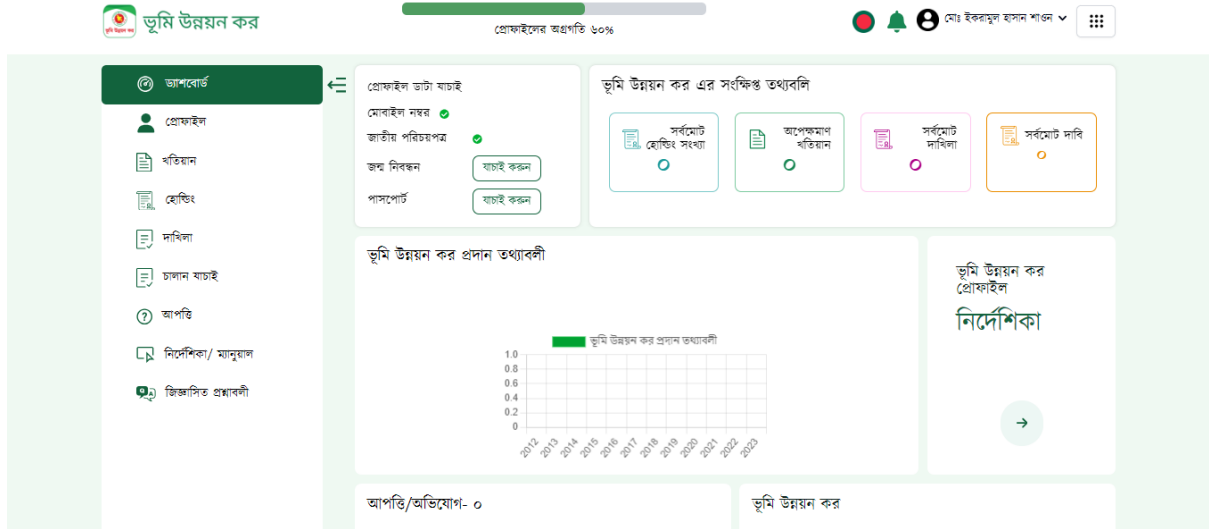 ভূমি উন্নয়ন কর
প্রোফাইলের অগ্রগতি ৬০%
মোঃ ইকরামুল হাসান শাওন
ড্যাশবোর্ড
প্রোফাইল
খতিয়ান
হোল্ডিং
দাখিলা
চালান যাচাই
আপত্তি
নির্দেশিকা/ ম্যানুয়াল
জিজ্ঞাসিত প্রশ্নাবলী
প্রোফাইল ডাটা যাচাই
মোবাইল নম্বর
জাতীয় পরিচয়পত্র
জন্ম নিবন্ধন যাচাই করুন
পাসপোর্ট যাচাই করুন
ভূমি উন্নয়ন কর এর সংক্ষিপ্ত তথ্যবলি
সর্বমোট
হোল্ডিং সংখ্যা
০
অপেক্ষমাণ
খতিয়ান
০
সর্বমোট
দাখিলা
০
সর্বমোট দাবি
০
ভূমি উন্নয়ন কর প্রদান তথ্যাবলী
ভূমি উন্নয়ন কর প্রদান তথ্যাবলী
1.0
0.8
0.6
0.4
0.2
0
2012 2013 2014 2015 2016 2017 2018 2019 2020 2021 2022 2023
ভূমি উন্নয়ন কর
প্রোফাইল
নির্দেশিকা
আপত্তি/অভিযোগ- ০
ভূমি উন্নয়ন কর